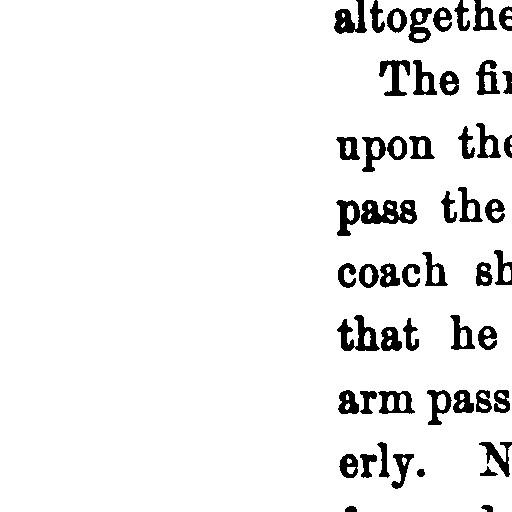 altogethe
The fir
upon the
pass the
coach sh
that he
arm pass
erly. N